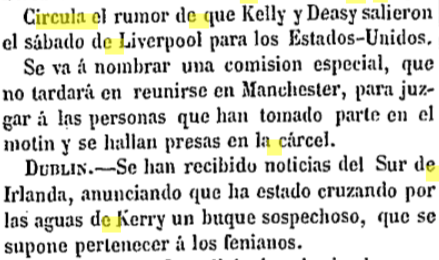 Circula el rumor de que Kelly y Deasy salieron
el sábado de Liverpool para los Estados-Unidos.
Se va á nombrar una comision especial, que
no tardará en reunirse en Manchester, para juz-
gar á las personas que han tomado parte en el
motin y se hallan presas en la cárcel.
DUBLIN.—Se han recibido noticias del Sur de
Irlanda, anunciando que ha estado cruzando por
las aguas de Kerry un buque sospechoso, que se
supone pertenecer á los fenianos.